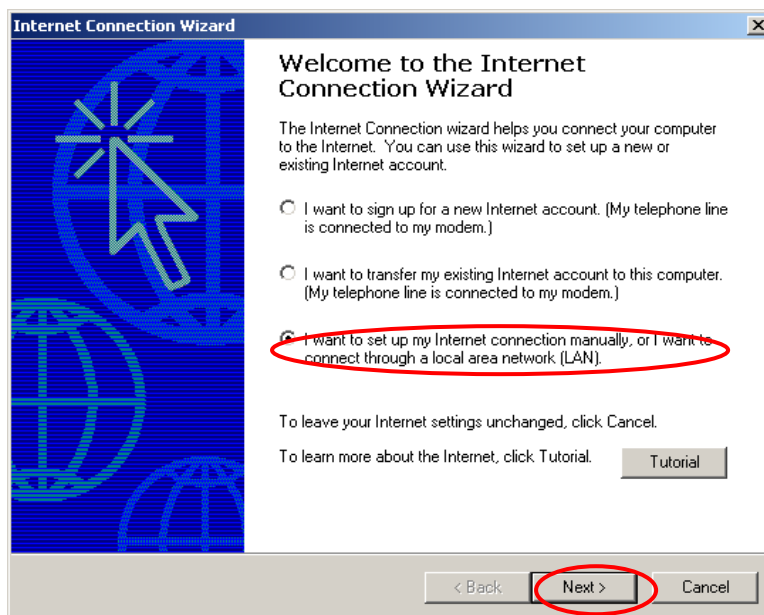 Internet Connection Wizard
Welcome to the Internet
Connection Wizard
The Internet Connection wizard helps you connect your computer
to the Internet.  You can use this wizard to set up a new or
existing Internet account.
I want to sign up for a new Internet account. (My telephone line
is connected to my modem.)
I want to transfer my existing Internet account to this computer.
(My telephone line is connected to my modem.)
I want to set up my Internet connection manually, or I want to
connect through a local area network (LAN).
To leave your Internet settings unchanged, click Cancel.
To learn more about the Internet, click Tutorial.
Tutorial
< Back
Next >
Cancel